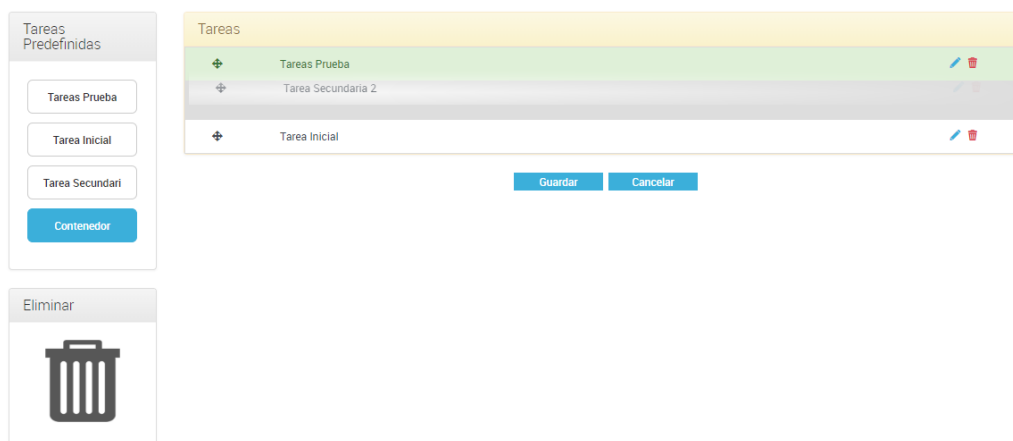 Tareas
Predefinidas
Tareas Prueba
Tarea Inicial
Tarea Secundari
Contenedor
Eliminar
Tareas
Tareas Prueba
Tarea Secundaria 2
Tarea Inicial
Guardar Cancelar